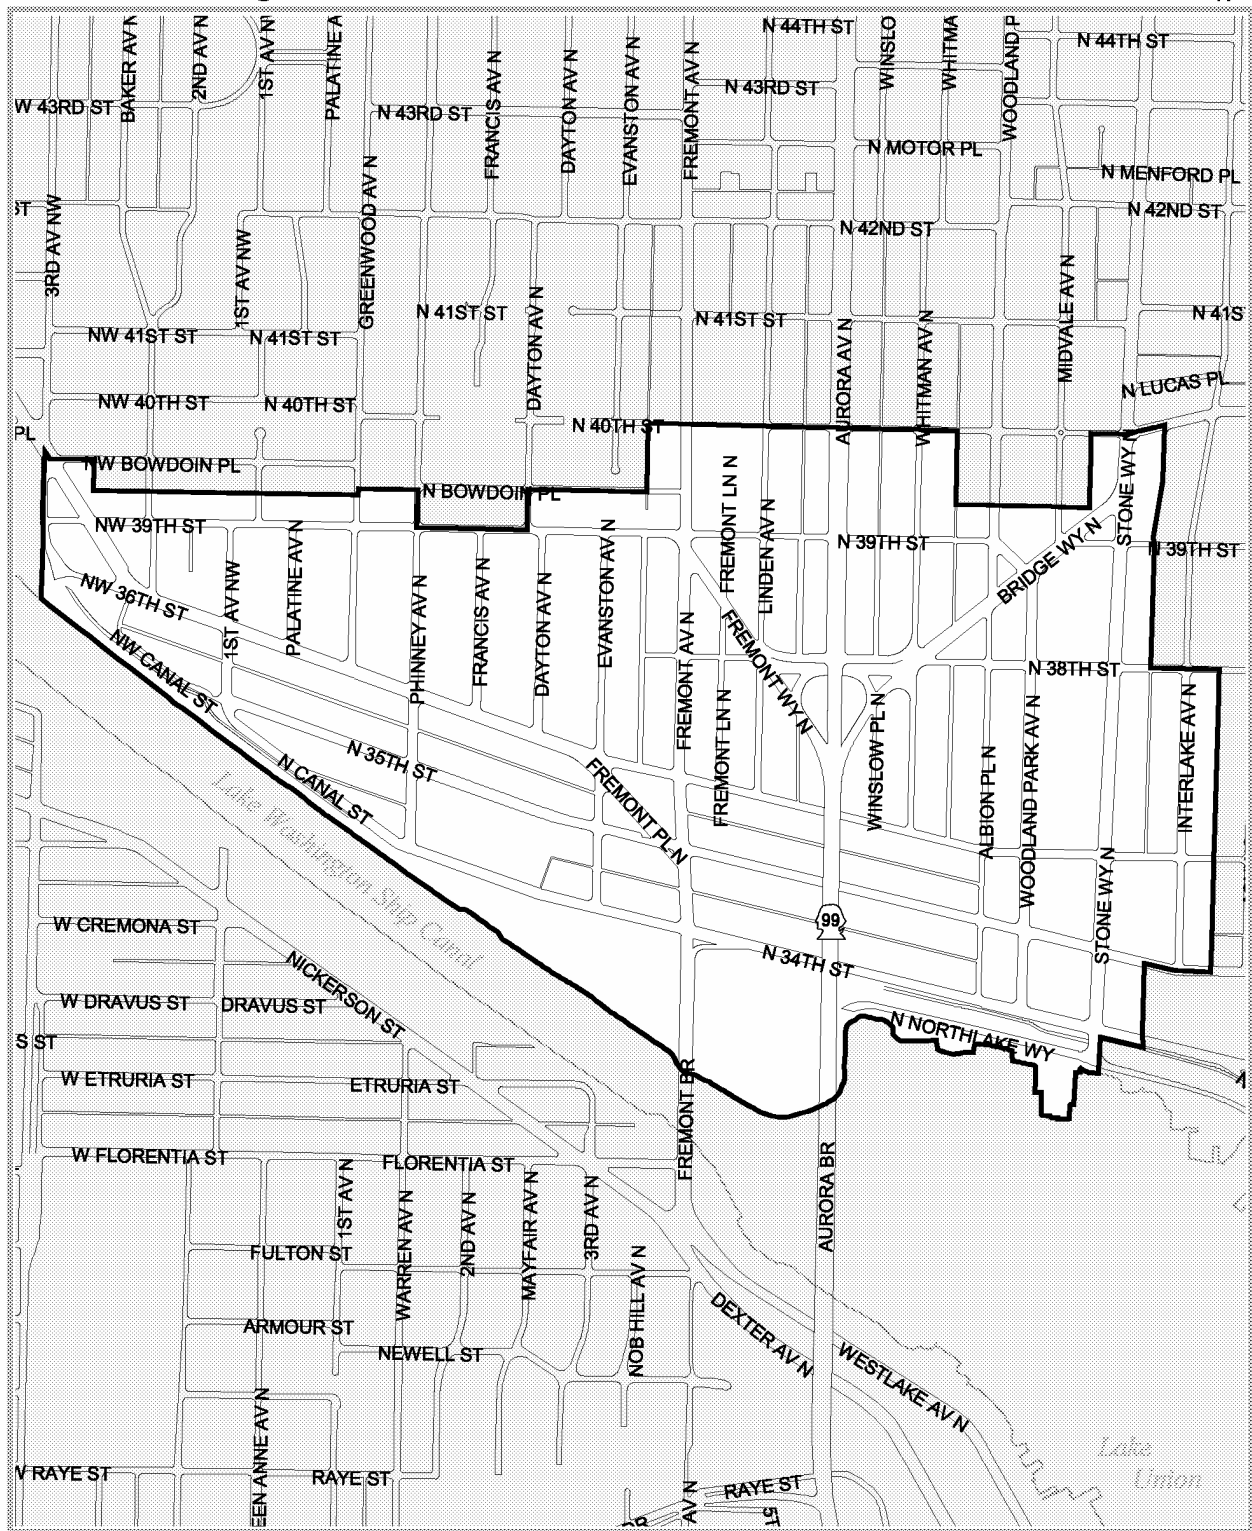 N 44TH ST
N 44TH ST
BAKER AV N
2ND AV N
1ST AV N
PALATINE A
FRANCIS AV N
DAYTON AV N
EVANSTON AV N
FREMONT AV N
WINSLO
WHITMA
WOODLAND P
W 43RD ST
N 43RD ST
N 43RD ST
N MOTOR PL
N MENFORD PL
ST
N 42ND ST
N 42ND ST
3RD AV NW
1ST AV NW
GREENWOOD AV N
N 41ST ST
N 41ST ST
N 41S
NW 41ST ST
N 41ST ST
DAYTON AV N
AURORA AV N
WHITMAN AV N
MIDVALE AV N
N LUCAS PL
NW 40TH ST
N 40TH ST
N 40TH ST
PL
NW BOWDOIN PL
N BOWDOIN PL
STONE WY N
FREMONT LN N
LINDEN AV N
NW 39TH ST
N 39TH ST
N 39TH ST
BRIDGE WY N
NW 36TH ST
1ST AV NW
PALATINE AV N
PHINNEY AV N
FRANCIS AV N
DAYTON AV N
EVANSTON AV N
FREMONT AV N
FREMONT WY N
N 38TH ST
NW CANAL ST
FREMONT LN N
WINSLOW PL N
ALBION PL N
WOODLAND PARK AV N
INTERLAKE AV N
N 35TH ST
N CANAL ST
FREMONT PL N
Lake Washington Ship Canal
STONE WY N
99
W CREMONA ST
NICKERSON ST
N 34TH ST
W DRAVUS ST
DRAVUS ST
N NORTHLAKE WY
S ST
W ETRURIA ST
ETRURIA ST
A
FREMONT BR
AURORA BR
W FLORENTIA ST
FLORENTIA ST
1ST AV N
WARREN AV N
2ND AV N
MAYFAIR AV N
3RD AV N
NOB HILL AV N
FULTON ST
ARMOUR ST
NEWELL ST
DEXTER AV N
WESTLAKE AV N
EEN ANNE AV N
Lake
Union
W RAYE ST
RAYE ST
RAYE ST
AV N
5T